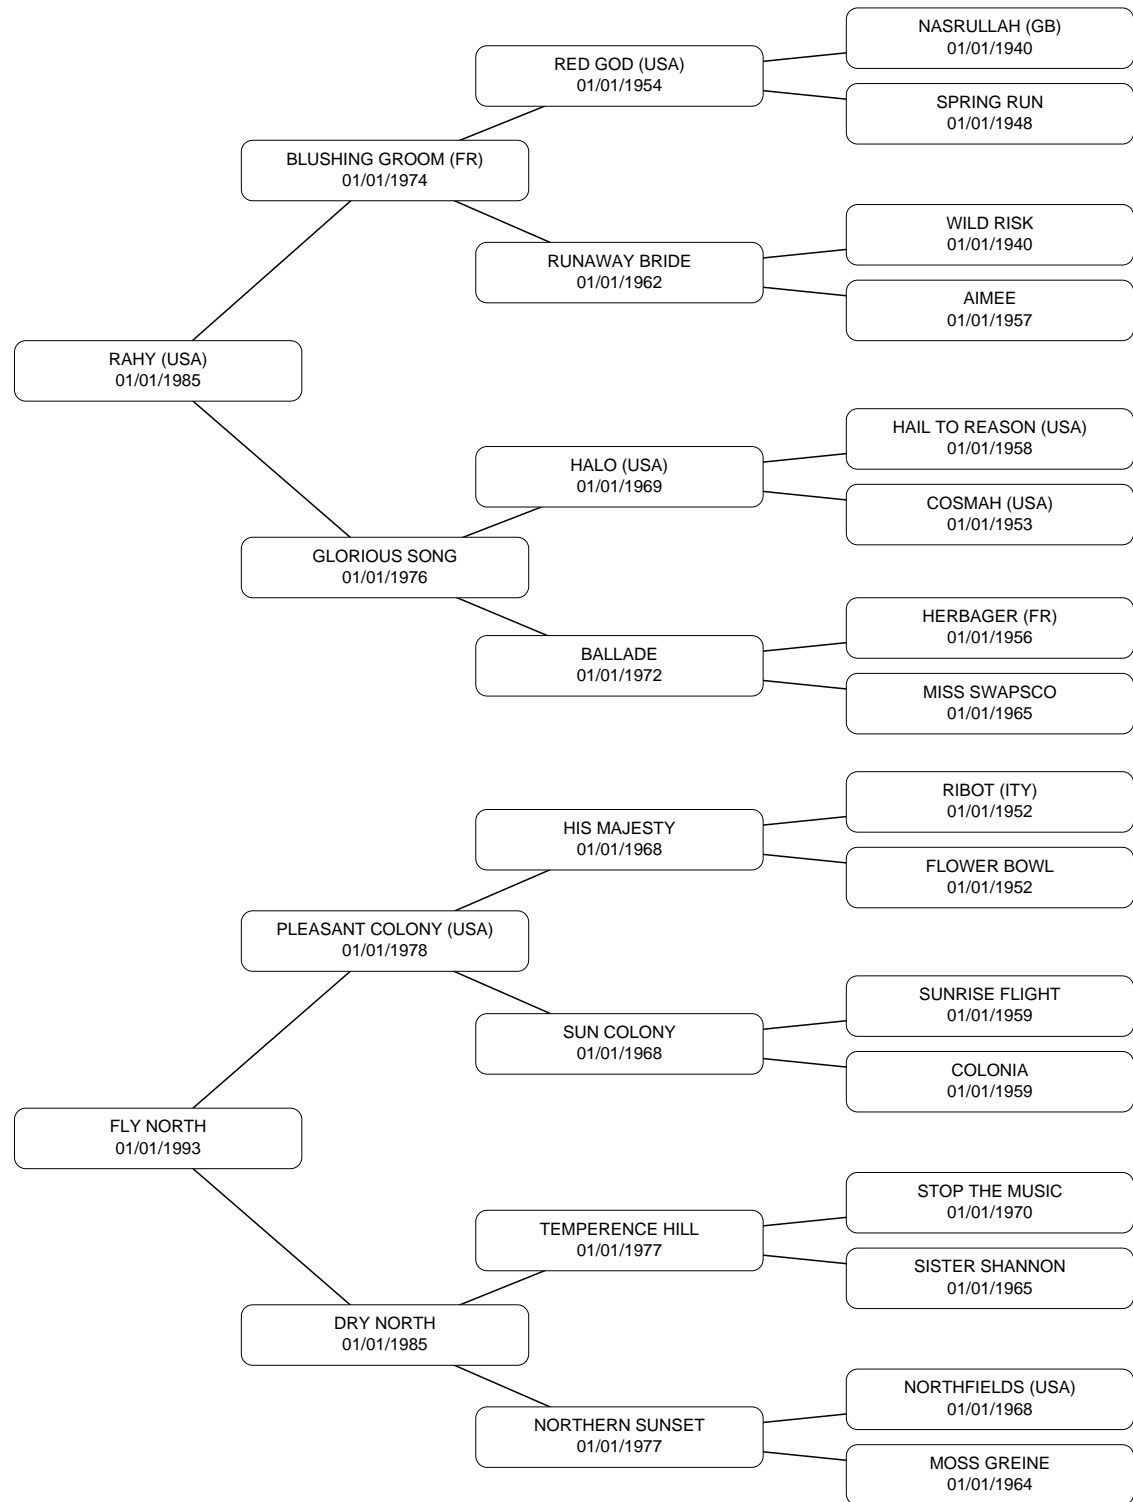 NASRULLAH (GB)
01/01/1940
RED GOD (USA)
01/01/1954
SPRING RUN
01/01/1948
BLUSHING GROOM (FR)
01/01/1974
WILD RISK
01/01/1940
RUNAWAY BRIDE
01/01/1962
AIMEE
01/01/1957
RAHY (USA)
01/01/1985
HAIL TO REASON (USA)
01/01/1958
HALO (USA)
01/01/1969
COSMAH (USA)
01/01/1953
GLORIOUS SONG
01/01/1976
HERBAGER (FR)
01/01/1956
BALLADE
01/01/1972
MISS SWAPSCO
01/01/1965
RIBOT (ITY)
01/01/1952
HIS MAJESTY
01/01/1968
FLOWER BOWL
01/01/1952
PLEASANT COLONY (USA)
01/01/1978
SUNRISE FLIGHT
01/01/1959
SUN COLONY
01/01/1968
COLONIA
01/01/1959
FLY NORTH
01/01/1993
STOP THE MUSIC
01/01/1970
TEMPERENCE HILL
01/01/1977
SISTER SHANNON
01/01/1965
DRY NORTH
01/01/1985
NORTHFIELDS (USA)
01/01/1968
NORTHERN SUNSET
01/01/1977
MOSS GREINE
01/01/1964